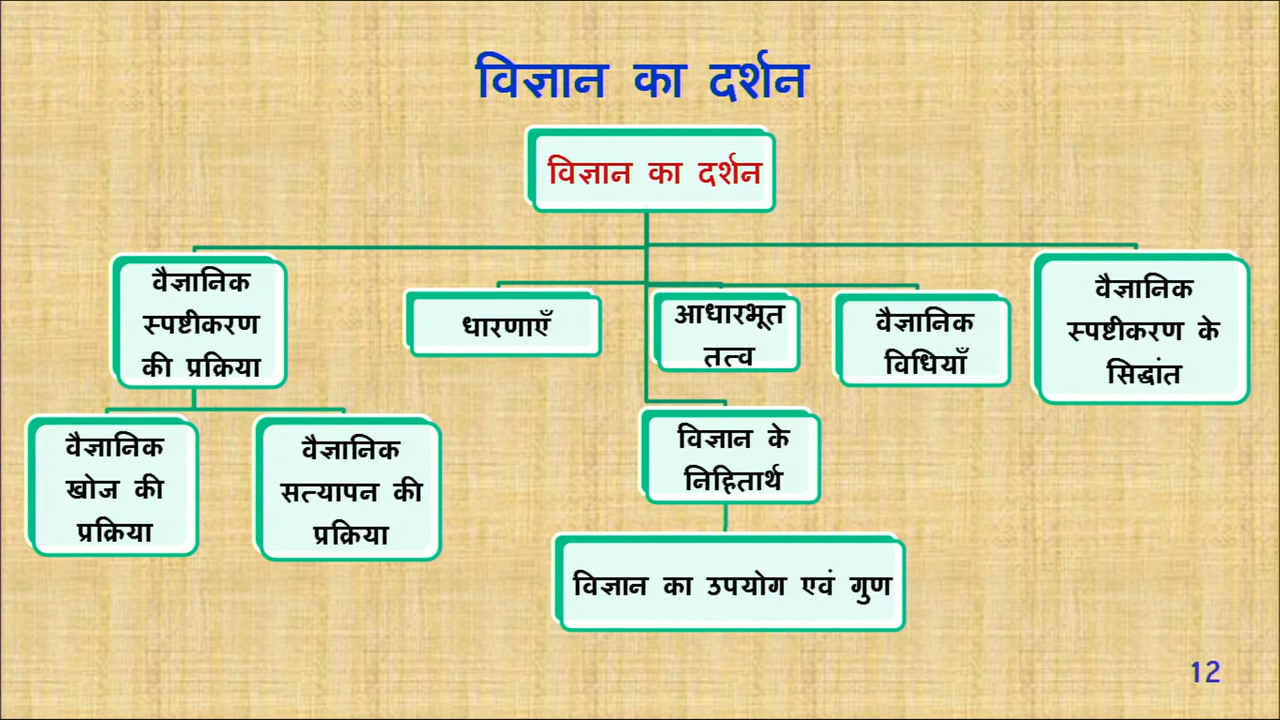 विज्ञान का दर्शन
विज्ञान का दर्शन
वैज्ञानिक
स्पष्टीकरण
की प्रक्रिया
धारणाएँ
आधारभूत
तत्व
वैज्ञानिक
विधियाँ
वैज्ञानिक
स्पष्टीकरण के
सिद्धांत
वैज्ञानिक
खोज की
प्रक्रिया
वैज्ञानिक
सत्यापन की
प्रक्रिया
विज्ञान के
निहितार्थ
विज्ञान का उपयोग एवं गुण
12